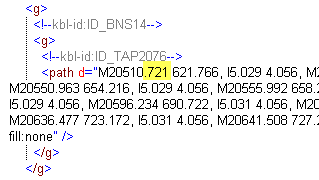 <g>
<!--kbl-id:ID_BNS14-->
<g>
<!--kbl-id:ID_TAP2076-->
<path d="M20510.721 621.766, l5.029 4.056, M2
M20550.963 654.216, l5.029 4.056, M20555.992 658.2
l5.029 4.056, M20596.234 690.722, l5.031 4.056, M20
M20636.477 723.172, l5.031 4.056, M20641.508 727.2
fill:none" />
</g>
</g>